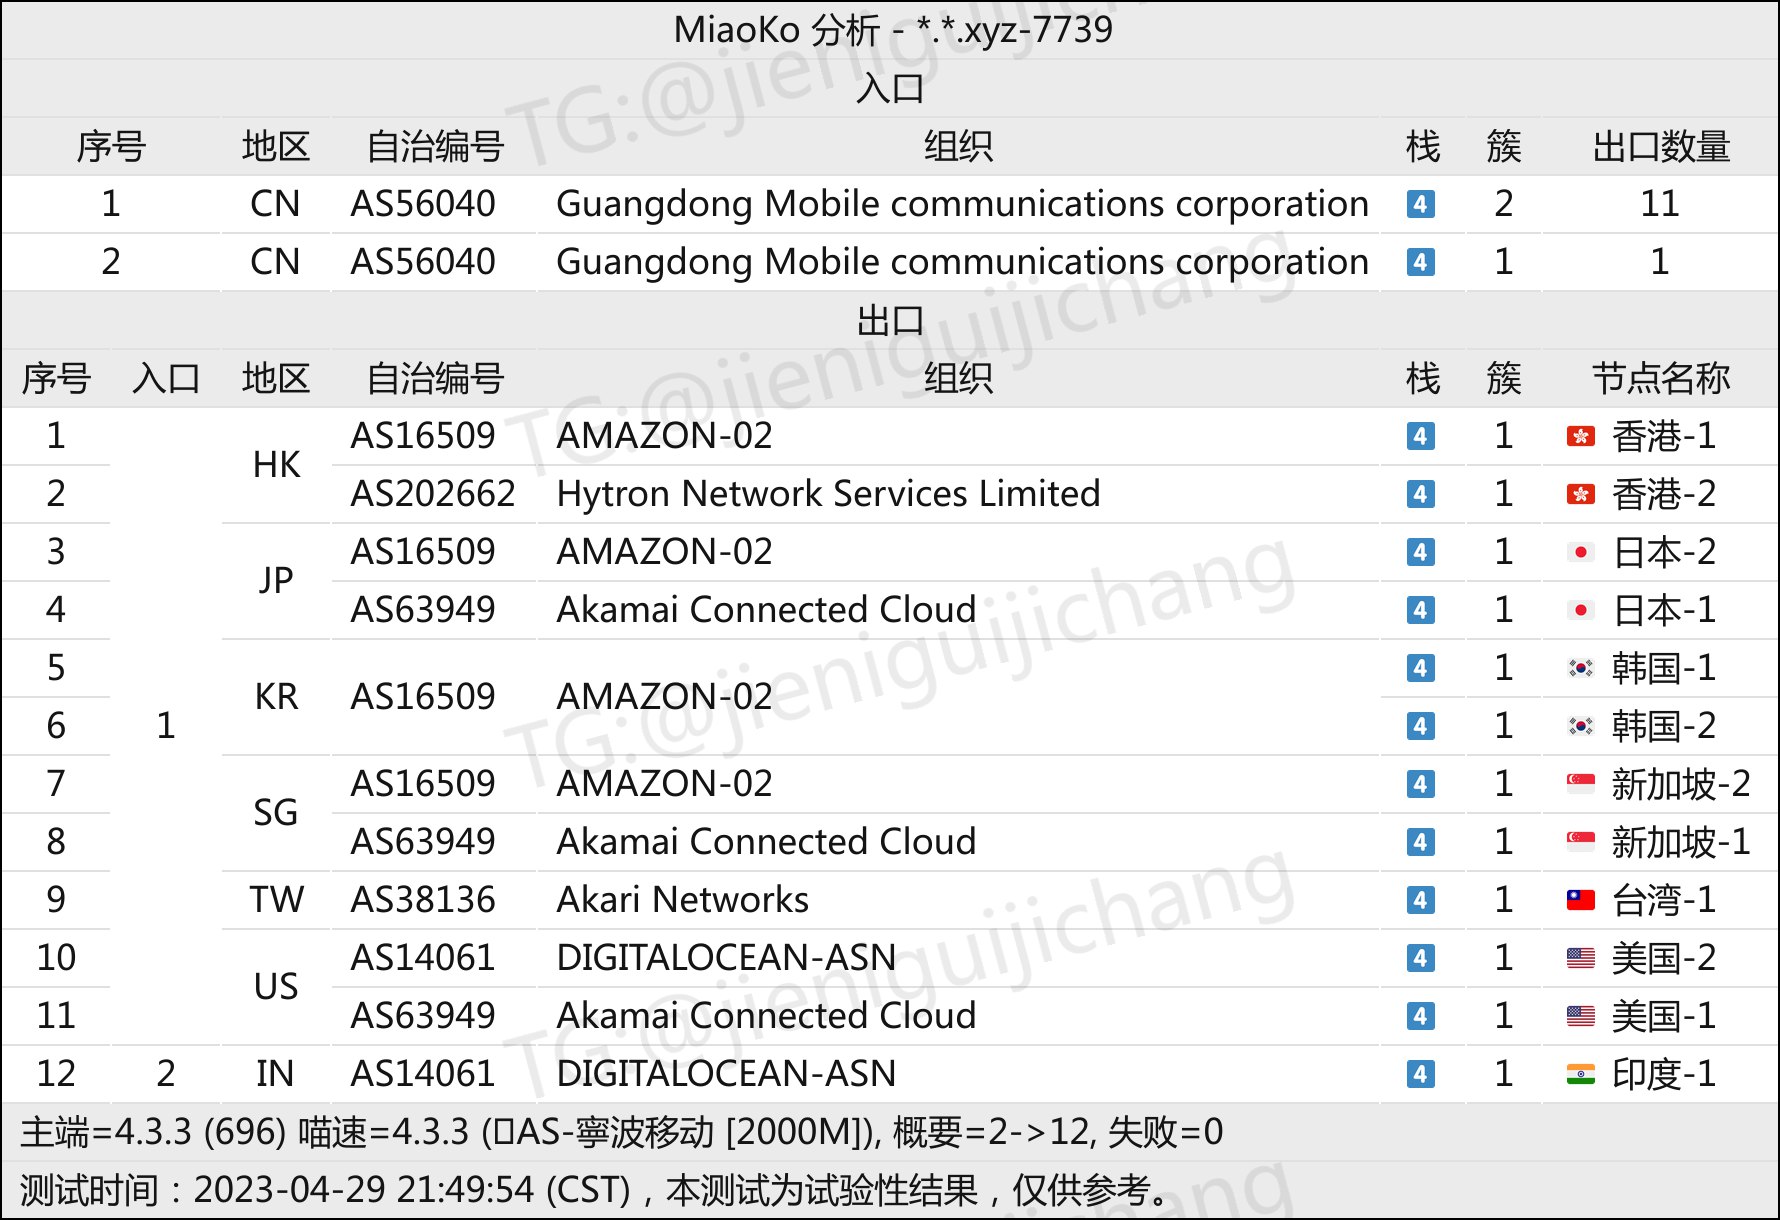 MiaoKo 分析 - *.*.xyz-7739
入口
序号 地区 自治编号 组织 栈 簇 出口数量
1 CN AS56040 Guangdong Mobile communications corporation 4 2 11
2 CN AS56040 Guangdong Mobile communications corporation 4 1 1
出口
序号 入口 地区 自治编号 组织 栈 簇 节点名称
1 HK AS16509 AMAZON-02 4 1 香港-1
2 AS202662 Hytron Network Services Limited 4 1 香港-2
3 JP AS16509 AMAZON-02 4 1 日本-2
4 AS63949 Akamai Connected Cloud 4 1 日本-1
5 KR AS16509 AMAZON-02 4 1 韩国-1
6 1 4 1 韩国-2
7 SG AS16509 AMAZON-02 4 1 新加坡-2
8 AS63949 Akamai Connected Cloud 4 1 新加坡-1
9 TW AS38136 Akari Networks 4 1 台湾-1
10 US AS14061 DIGITALOCEAN-ASN 4 1 美国-2
11 AS63949 Akamai Connected Cloud 4 1 美国-1
12 2 IN AS14061 DIGITALOCEAN-ASN 4 1 印度-1
主端=4.3.3 (696) 喵速=4.3.3 (▯AS-寧波移动 [2000M]), 概要=2->12, 失败=0
测试时间：2023-04-29 21:49:54 (CST)，本测试为试验性结果，仅供参考。
TG:@jieniguijichang
TG:@jieniguijichang
TG:@jieniguijichang
TG:@jieniguijichang